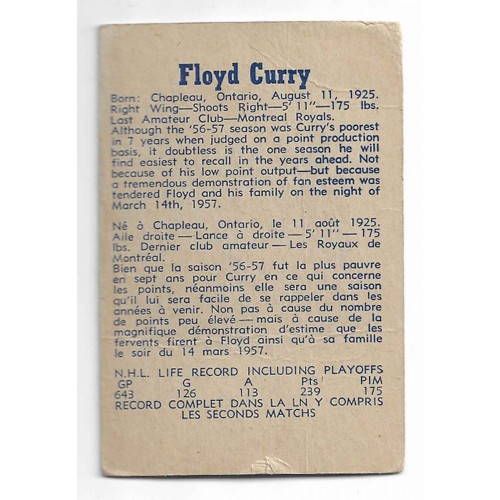 Floyd Curry
Born: Chapleau, Ontario, August 11, 1925.
Right Wing—Shoots Right—5' 11"—175 lbs.
Last Amateur Club—Montreal Royals.
Although the '56-57 season was Curry's poorest
in 7 years when judged on a point production
basis, it doubtless is the one season he will
find easiest to recall in the years ahead. Not
because of his low point output—but because
a tremendous demonstration of fan esteem was
tendered Floyd and his family on the night of
March 14th, 1957.
Né à Chapleau, Ontario, le 11 août 1925.
Aile droite—Lance à droite—5' 11"—175
lbs. Dernier club amateur—Les Royaux de
Montréal.
Bien que la saison '56-57 fut la plus pauvre
en sept ans pour Curry en ce qui concerne
les points, néanmoins elle sera une saison
qu'il lui sera facile de se rappeler dans les
années à venir. Non pas à cause du nombre
de points peu élevé—mais à cause de la
magnifique démonstration d'estime que les
fervents firent à Floyd ainsi qu'à sa famille
le soir du 14 mars 1957.
N.H.L. LIFE RECORD INCLUDING PLAYOFFS
GP G A Pts PIM
643 126 113 239 175
RECORD COMPLET DANS LA LN Y COMPRIS
LES SECONDS MATCHS